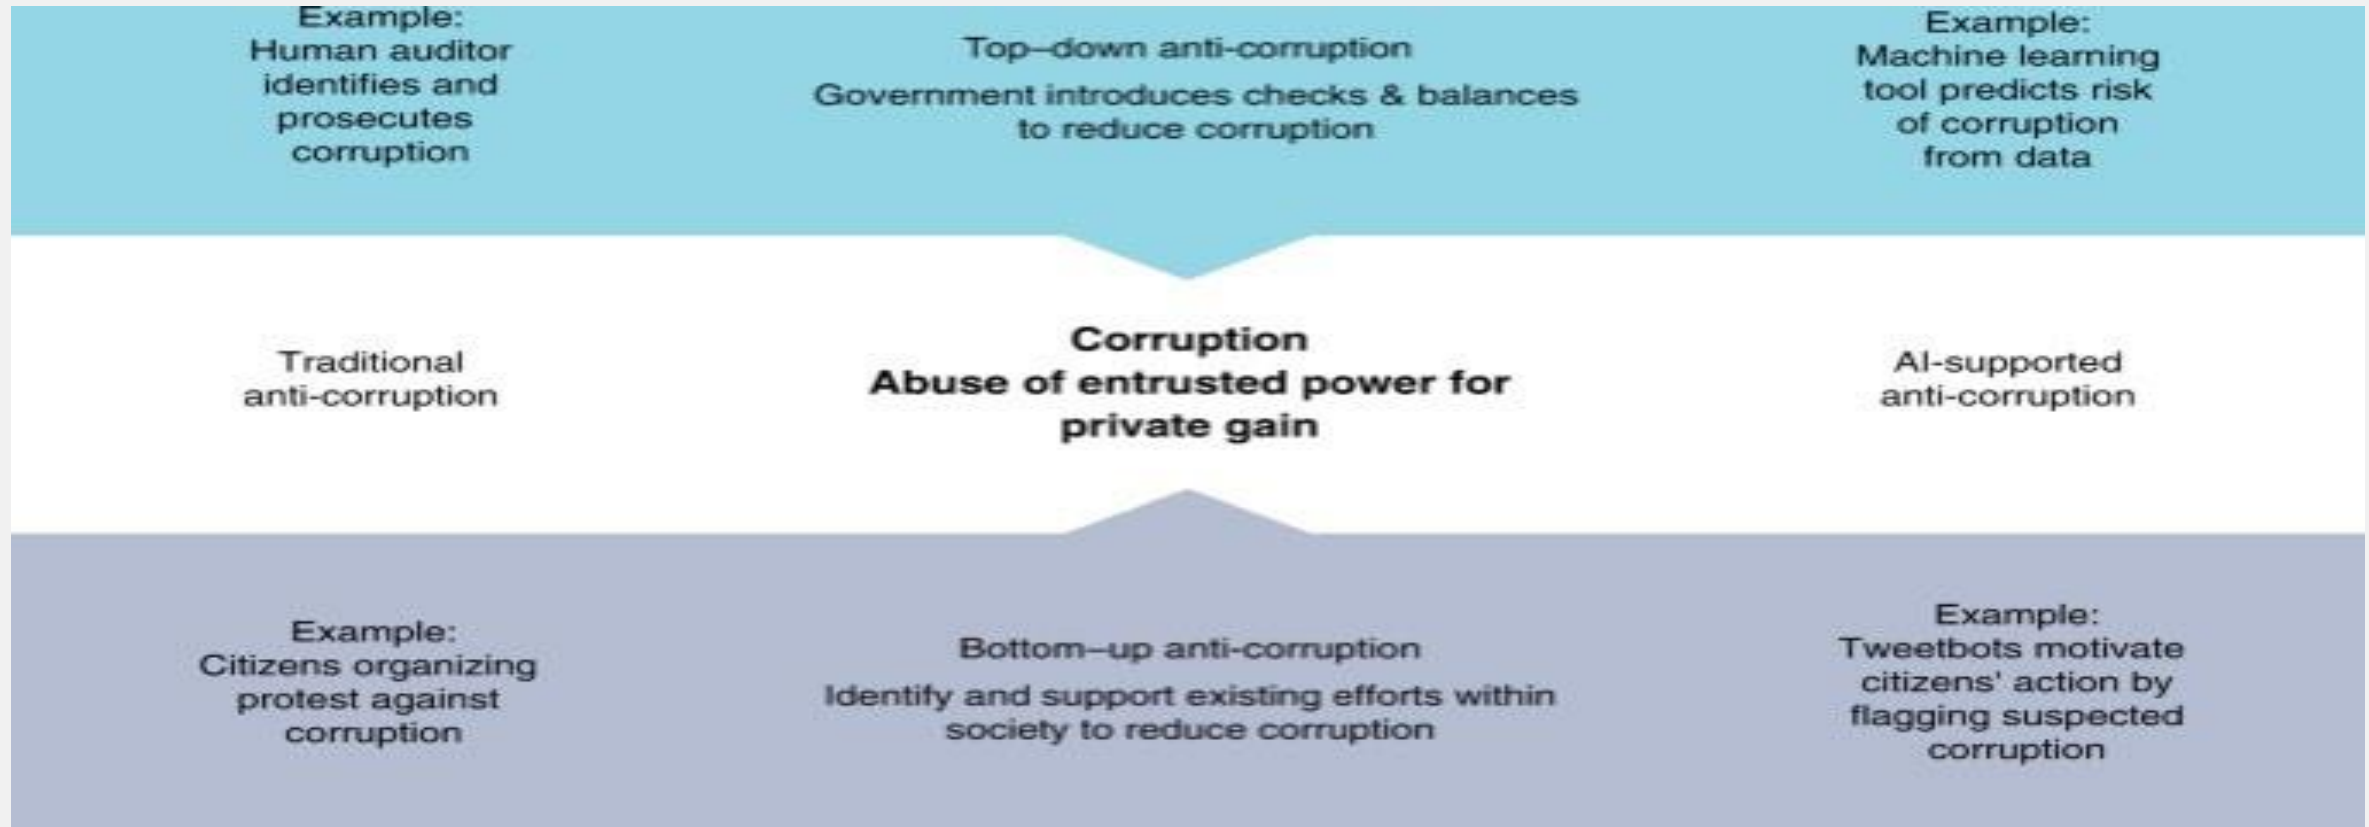 Example:
Human auditor
identifies and
prosecutes
corruption
Top–down anti-corruption
Government introduces checks & balances
to reduce corruption
Example:
Machine learning
tool predicts risk
of corruption
from data
Traditional
anti-corruption
Corruption
Abuse of entrusted power for
private gain
AI-supported
anti-corruption
Example:
Citizens organizing
protest against
corruption
Bottom–up anti-corruption
Identify and support existing efforts within
society to reduce corruption
Example:
Tweetbots motivate
citizens' action by
flagging suspected
corruption